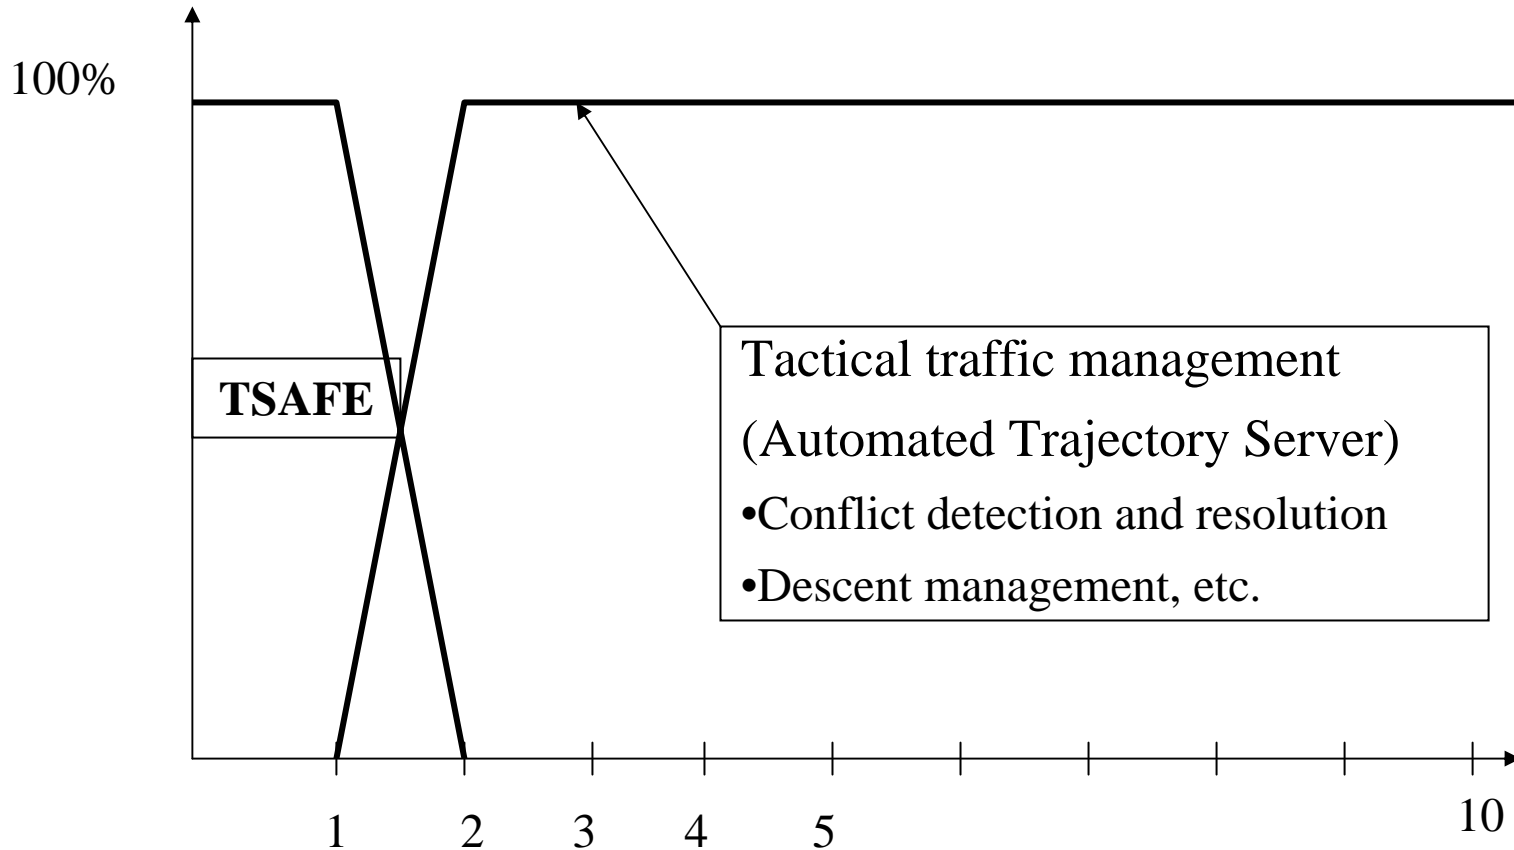 100%
TSAFE
Tactical traffic management
(Automated Trajectory Server)
•Conflict detection and resolution
•Descent management, etc.
1 2 3 4 5 10